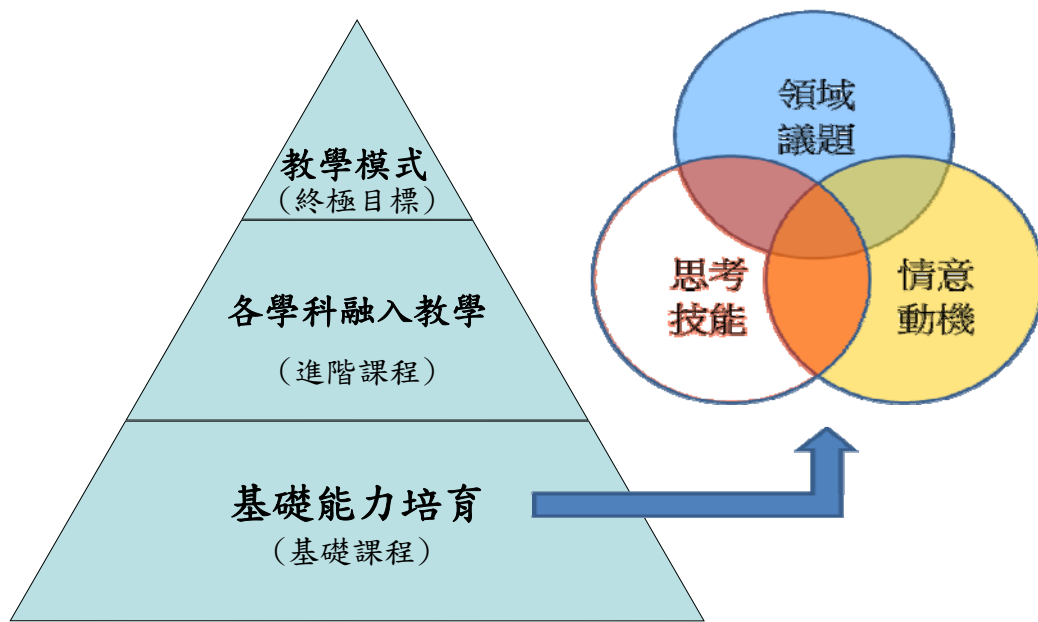 教學模式
（終極目標）
各學科融入教學
（進階課程）
基礎能力培育
（基礎課程）
領域
議題
思考
技能
情意
動機